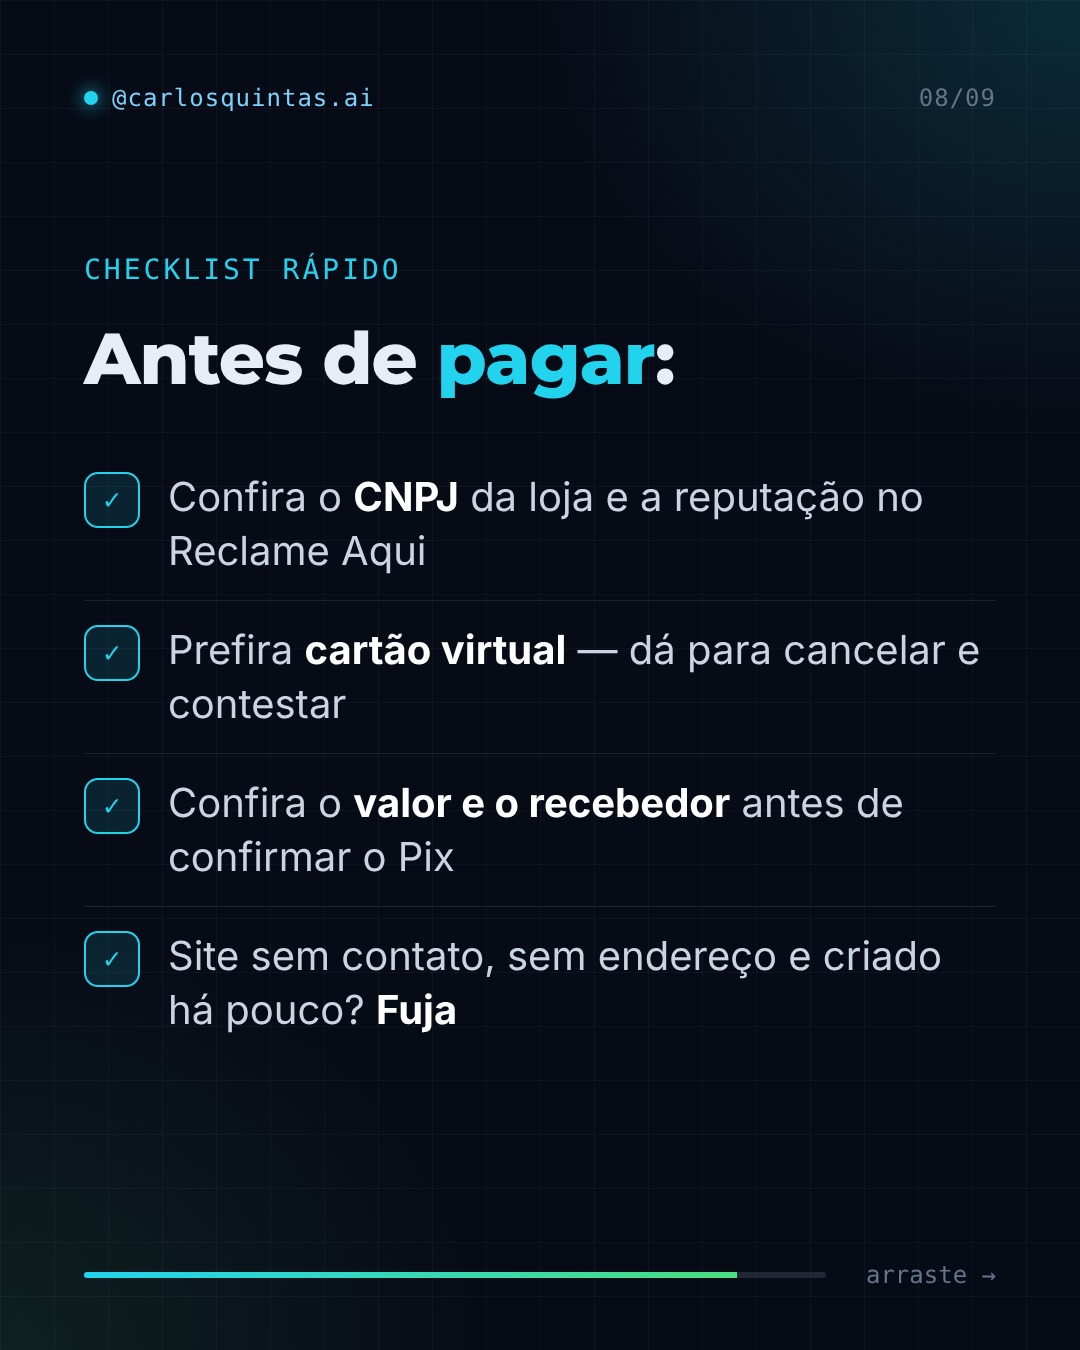 @carlosquintas.ai
08/09
CHECKLIST RÁPIDO
Antes de pagar:
✓ Confira o CNPJ da loja e a reputação no
Reclame Aqui
✓ Prefira cartão virtual — dá para cancelar e
contestar
✓ Confira o valor e o recebedor antes de
confirmar o Pix
✓ Site sem contato, sem endereço e criado
há pouco? Fuja
arraste →